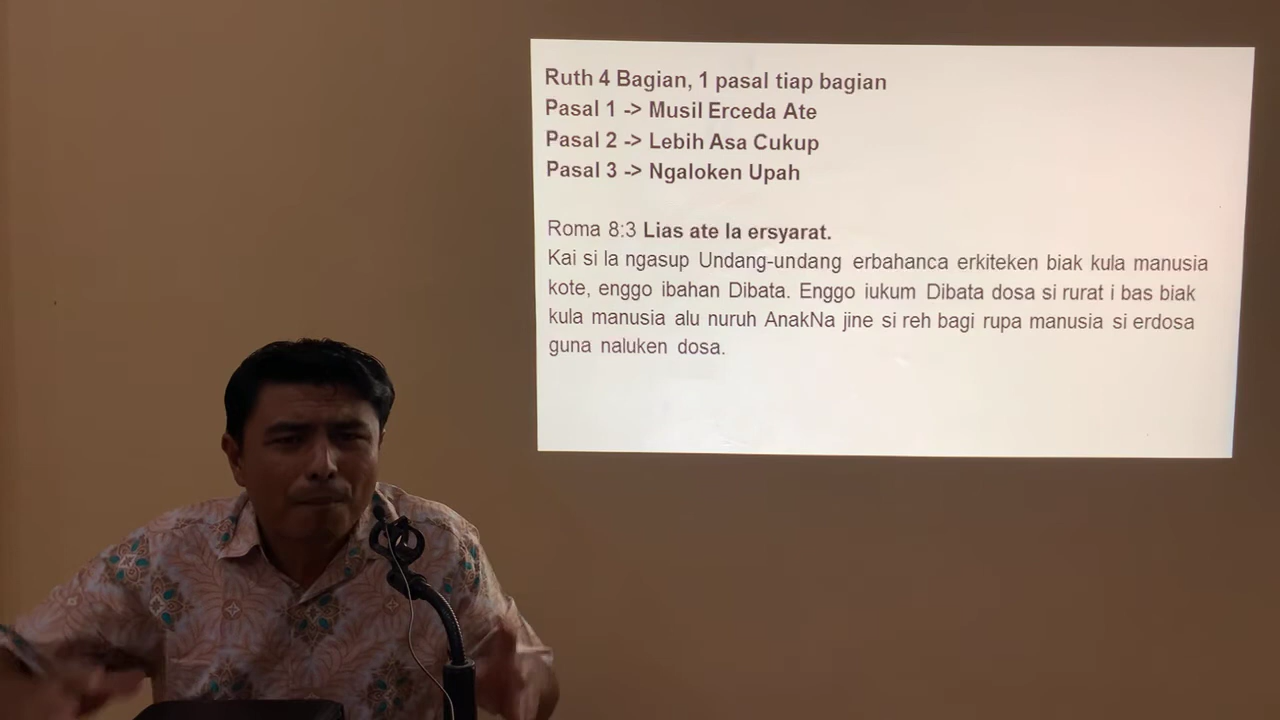 Ruth 4 Bagian, 1 pasal tiap bagian
Pasal 1 -> Musil Erceda Ate
Pasal 2 -> Lebih Asa Cukup
Pasal 3 -> Ngaloken Upah
Roma 8:3 Lias ate la ersyarat.
Kai si la ngasup Undang-undang erbahanca erkiteken biak kula manusia
kote, enggo ibahan Dibata. Enggo iukum Dibata dosa si rurat i bas biak
kula manusia alu nuruh AnakNa jine si reh bagi rupa manusia si erdosa
guna naluken dosa.